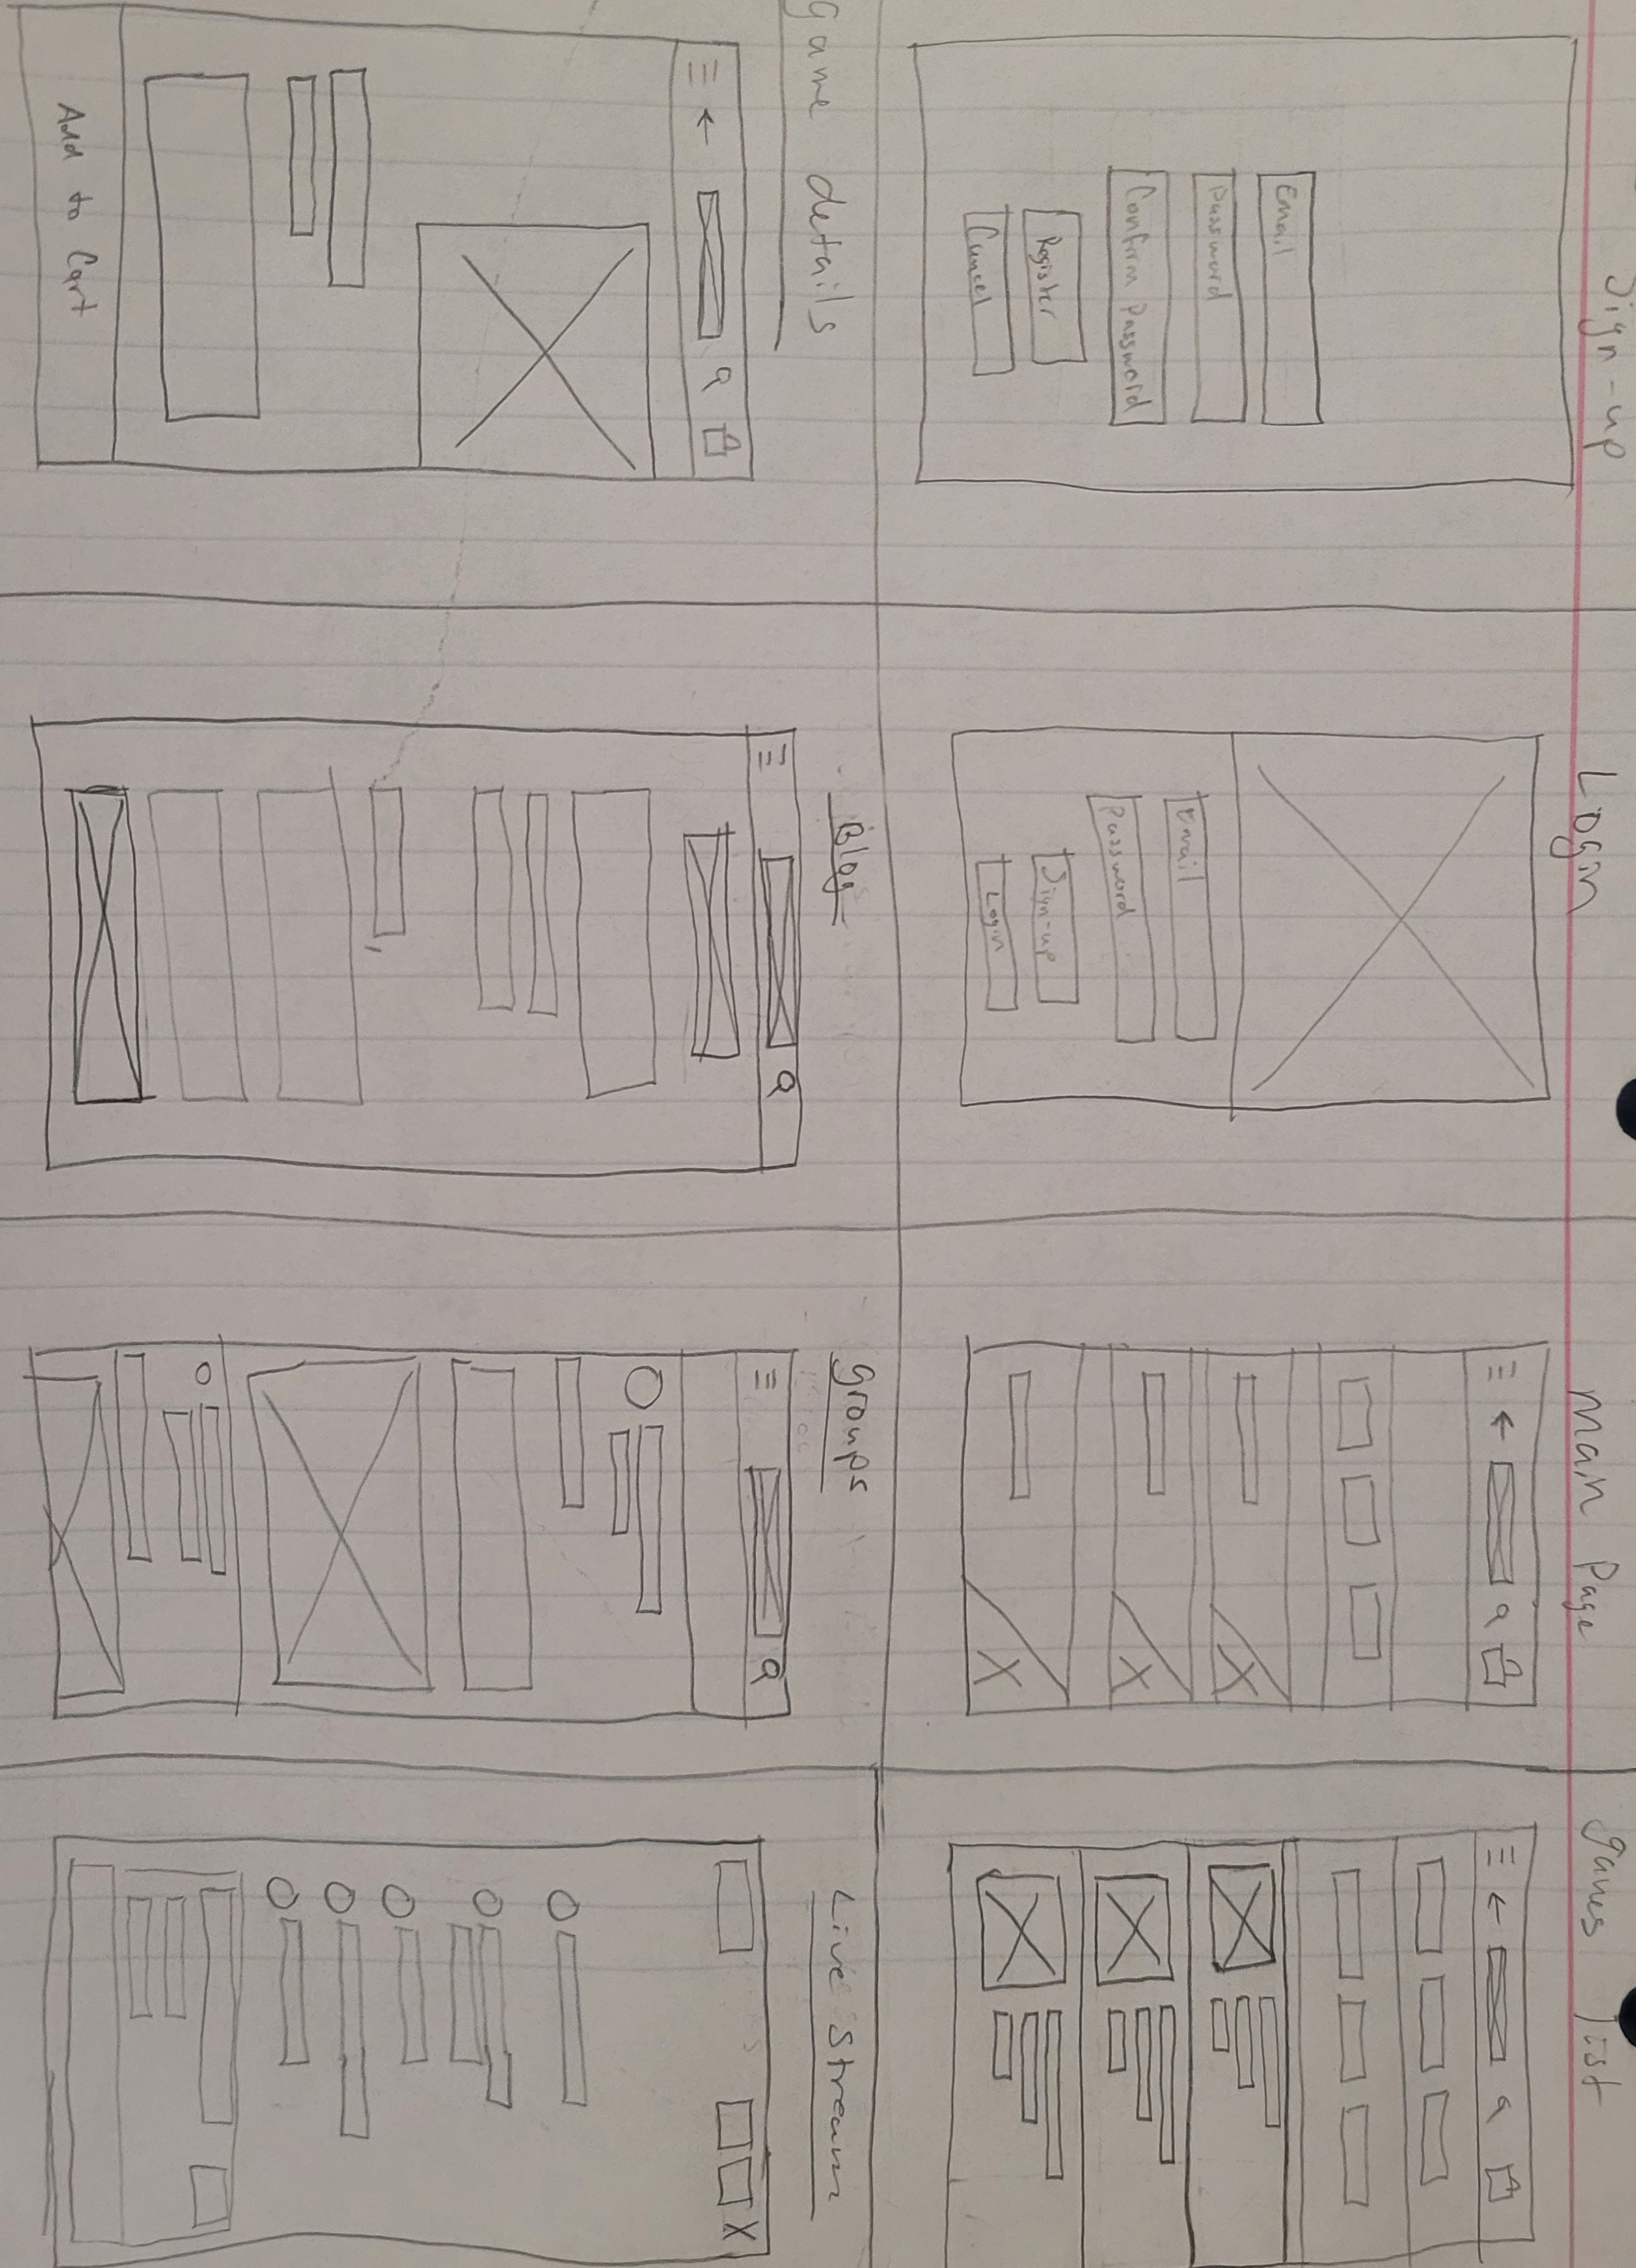 Sign-up
Email
Password
Confirm Password
Register
Cancel
Login
Email
Password
Sign-up
Login
Main Page
games list
game details
Add to Cart
Blog
Groups
Live Stream